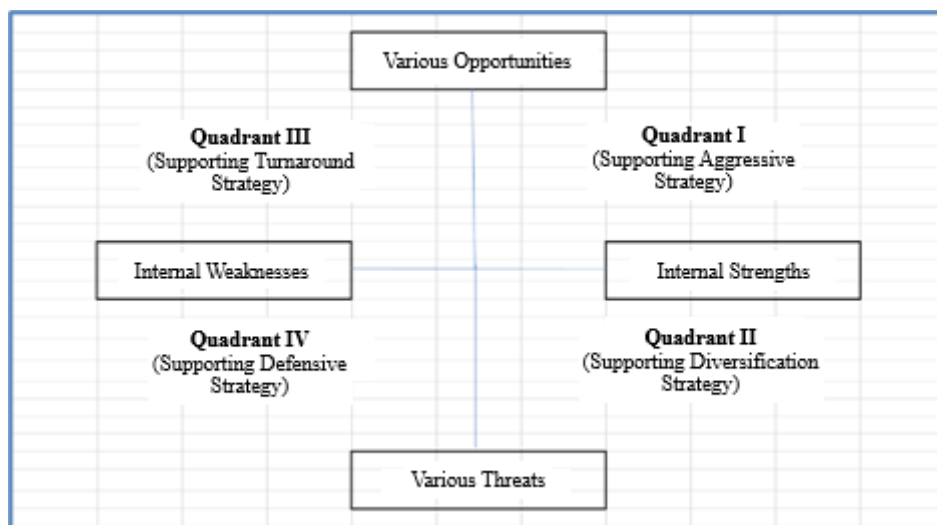 Various Opportunities
Quadrant III
(Supporting Turnaround
Strategy)
Quadrant I
(Supporting Aggressive
Strategy)
Internal Weaknesses
Internal Strengths
Quadrant IV
(Supporting Defensive
Strategy)
Quadrant II
(Supporting Diversification
Strategy)
Various Threats